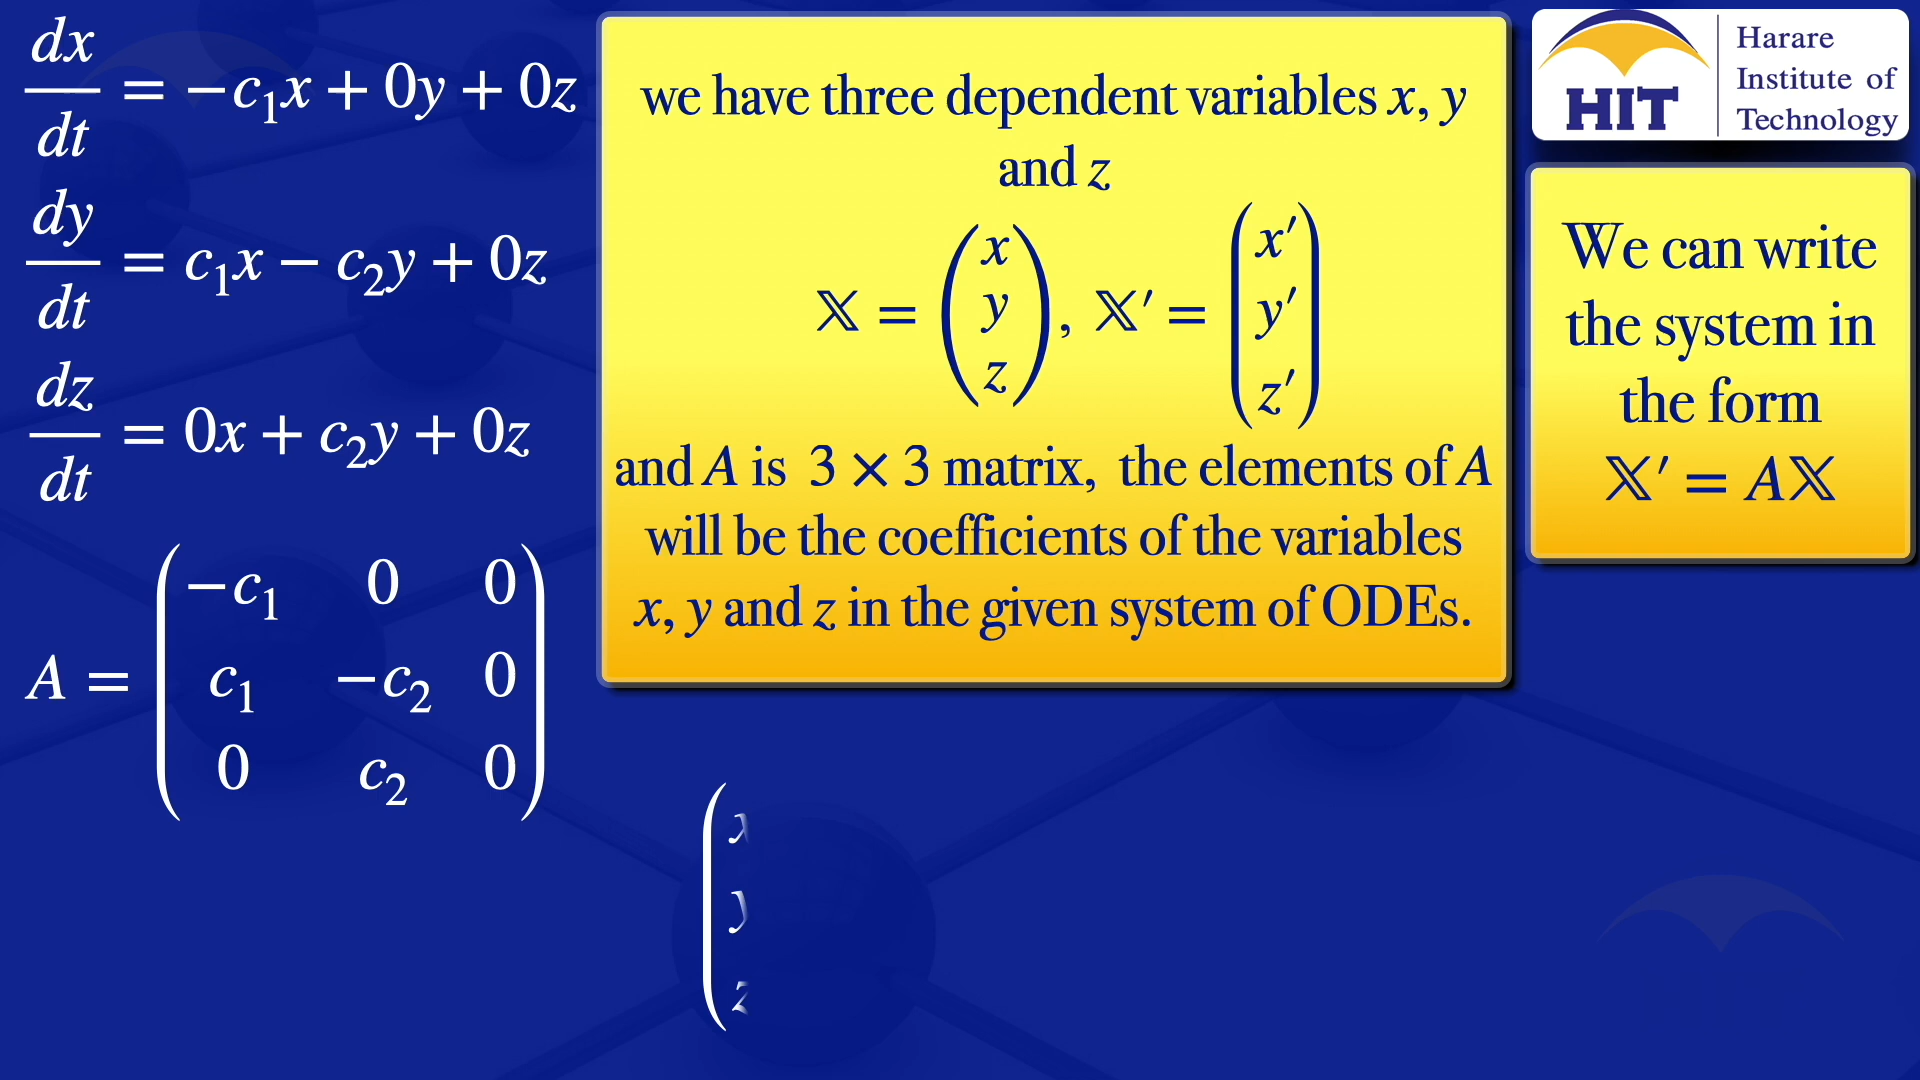 dx/dt = −c₁x + 0y + 0z
dy/dt = c₁x − c₂y + 0z
dz/dt = 0x + c₂y + 0z
A = (−c₁ 0 0
c₁ −c₂ 0
0 c₂ 0)
we have three dependent variables x, y
and z
𝕏 = (x y z), 𝕏′ = (x′ y′ z′)
and A is 3 × 3 matrix, the elements of A
will be the coefficients of the variables
x, y and z in the given system of ODEs.
HIT
Harare
Institute of
Technology
We can write
the system in
the form
𝕏′ = A𝕏